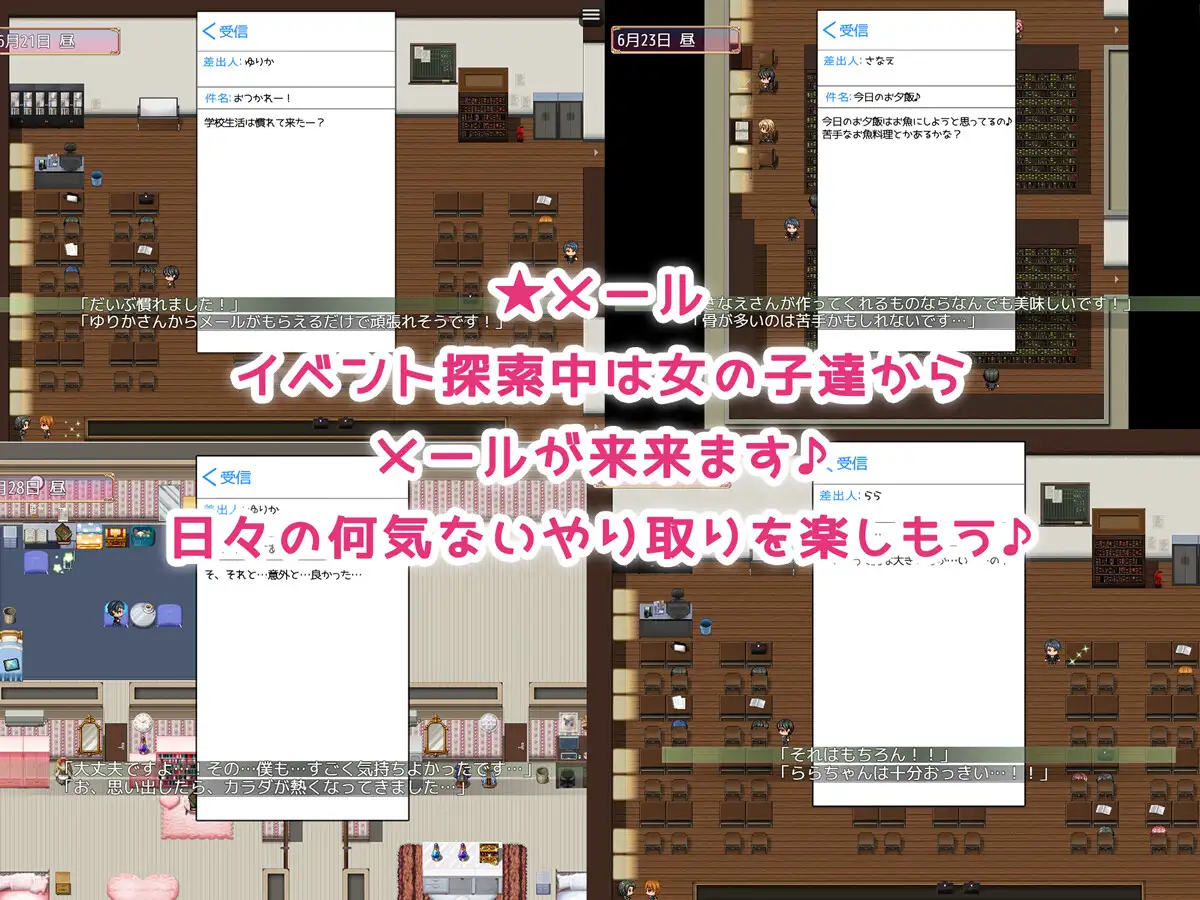 6月21日 昼
受信
差出人：ゆりか
件名：おつかれー！
学校生活は慣れて来たー？
「だいぶ慣れました！」
「ゆりかさんからメールがもらえるだけで頑張れそうです！」
6月23日 昼
受信
差出人：さなえ
件名：今日のお夕飯♪
今日のお夕飯はお魚にしようと思ってるの♪
苦手なお魚料理とかあるかな？
さなえさんが作ってくれるものならなんでも美味しいです！」
「骨が多いのは苦手かもしれないです…」
★メール
イベント探索中は女の子達から
メールが来来ます♪
日々の何気ないやり取りを楽しもう♪
月28日 昼
受信
差出人：ゆりか
そ、それと…意外と…良かった…
「大丈夫ですよ…！その…僕も…すごく気持ちよかったです…」
「お、思い出したら、カラダが熱くなってきました…」
受信
差出人：らら
「それはもちろん！！」
「ららちゃんは十分おっきい…！！」